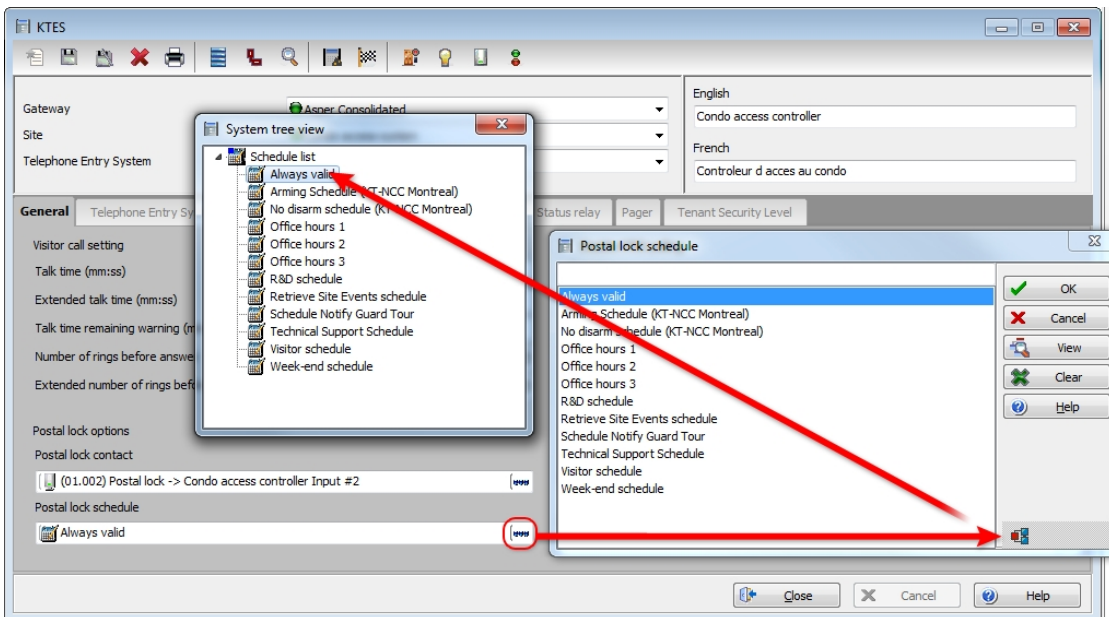 KTES
Gateway
Asper Consolidated
Site
Telephone Entry System
English
Condo access controller
French
Controleur d acces au condo
System tree view
Schedule list
Always valid
Arming Schedule (KT-NCC Montreal)
No disarm schedule (KT-NCC Montreal)
Office hours 1
Office hours 2
Office hours 3
R&D schedule
Retrieve Site Events schedule
Schedule Notify Guard Tour
Technical Support Schedule
Visitor schedule
Week-end schedule
General
Telephone Entry Sy
Status relay
Pager
Tenant Security Level
Visitor call setting
Talk time (mm:ss)
Extended talk time (mm:ss)
Talk time remaining warning (m
Number of rings before answe
Extended number of rings befo
Postal lock options
Postal lock contact
(01.002) Postal lock -> Condo access controller Input #2
Postal lock schedule
Always valid
Postal lock schedule
Always valid
Arming Schedule (KT-NCC Montreal)
No disarm schedule (KT-NCC Montreal)
Office hours 1
Office hours 2
Office hours 3
R&D schedule
Retrieve Site Events schedule
Schedule Notify Guard Tour
Technical Support Schedule
Visitor schedule
Week-end schedule
OK
Cancel
View
Clear
Help
Close
Cancel
Help